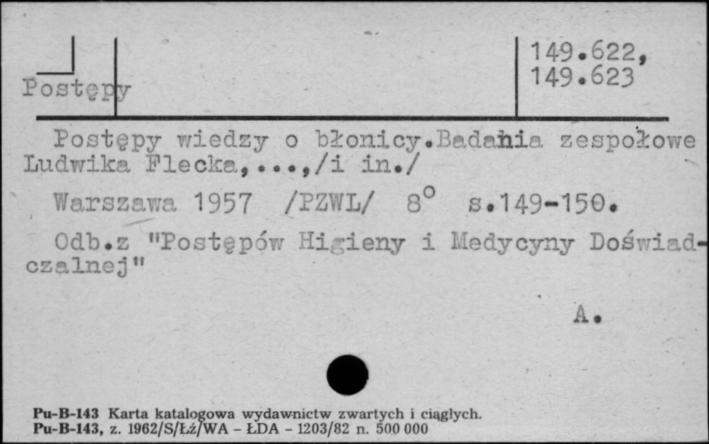 149.622,
149.623
Postępy
Postępy wiedzy o błonicy.Badania zespołowe
Ludwika Flecka,...,/i in./
Warszawa 1957 /PZWL/ 8° s.149-150.
Odb.z "Postępów Higieny i Medycyny Doświad-
czalnej"
A.
Pu-B-143 Karta katalogowa wydawnictw zwartych i ciągłych.
Pu-B-143, z. 1962/S/Łż/WA - ŁDA - 1203/82 n. 500 000